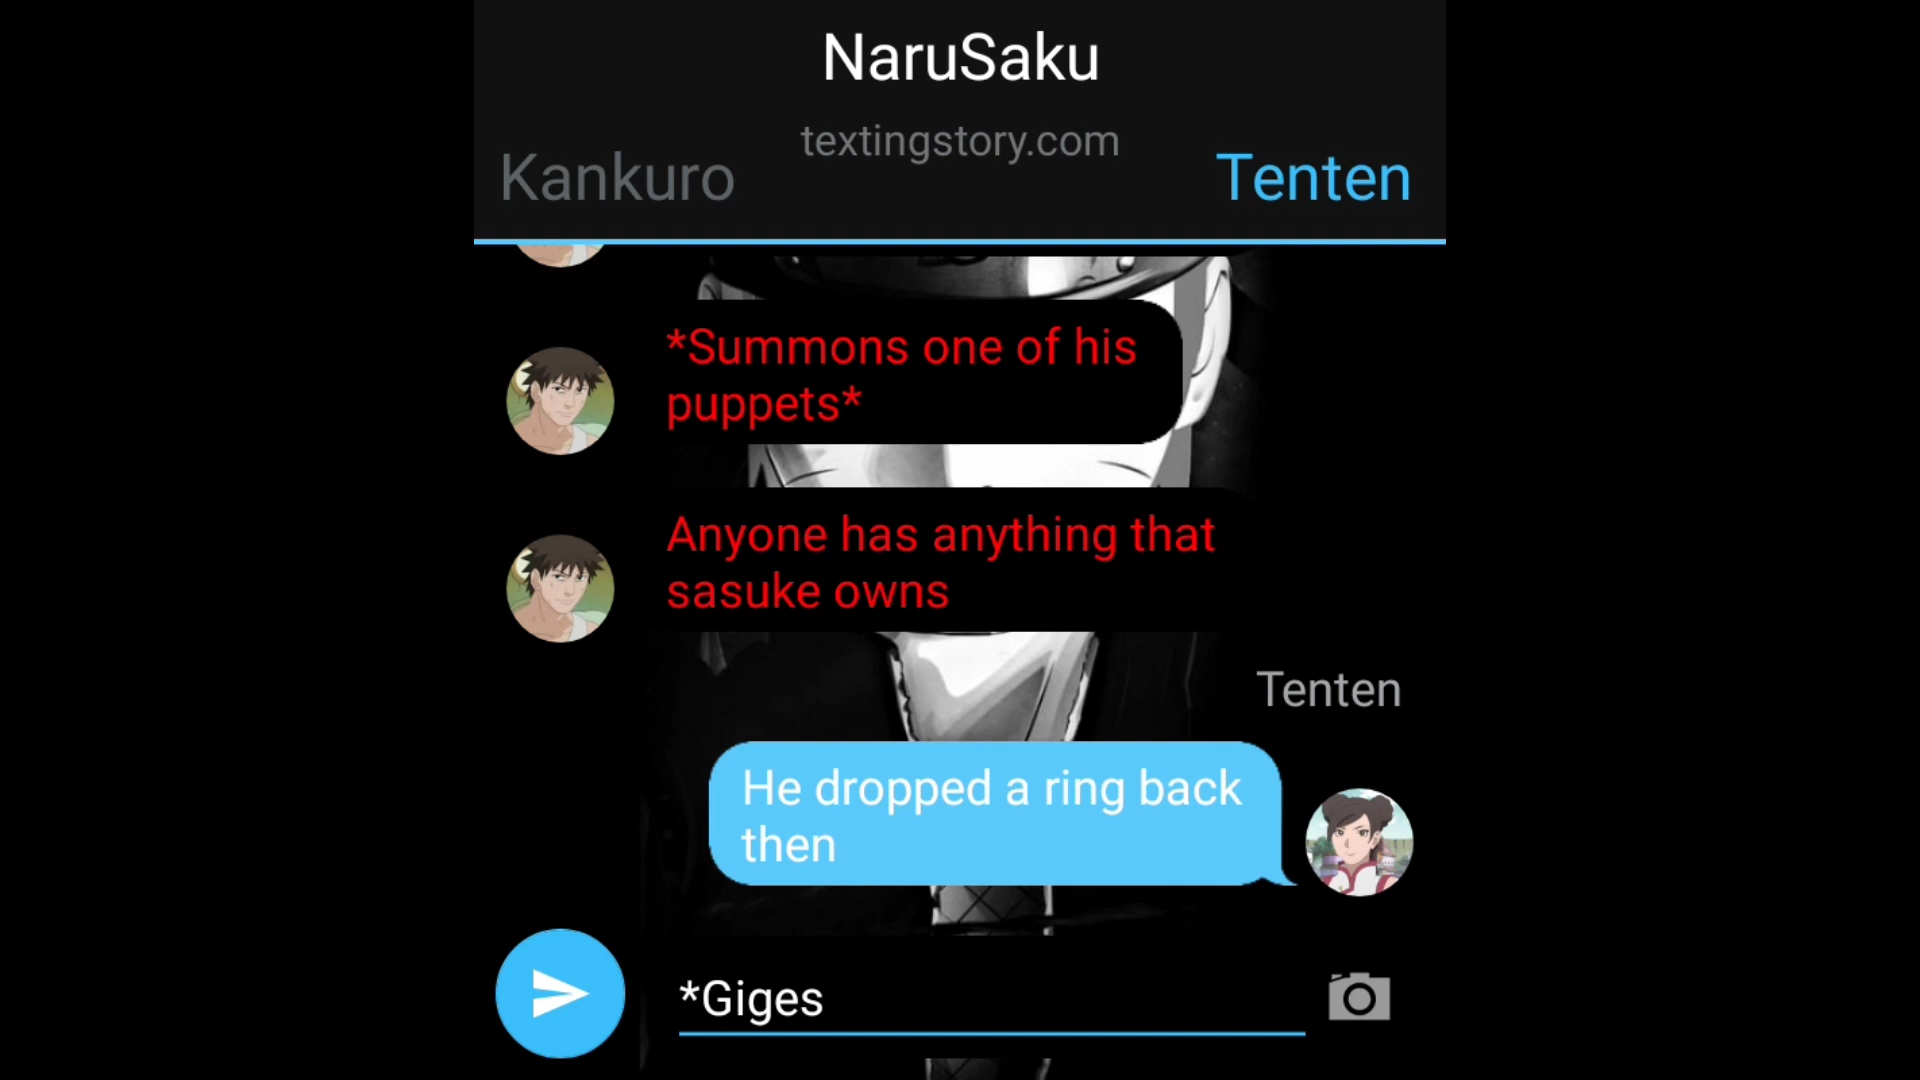 NaruSaku
textingstory.com
Kankuro
Tenten
*Summons one of his
puppets*
Anyone has anything that
sasuke owns
Tenten
He dropped a ring back
then
*Giges